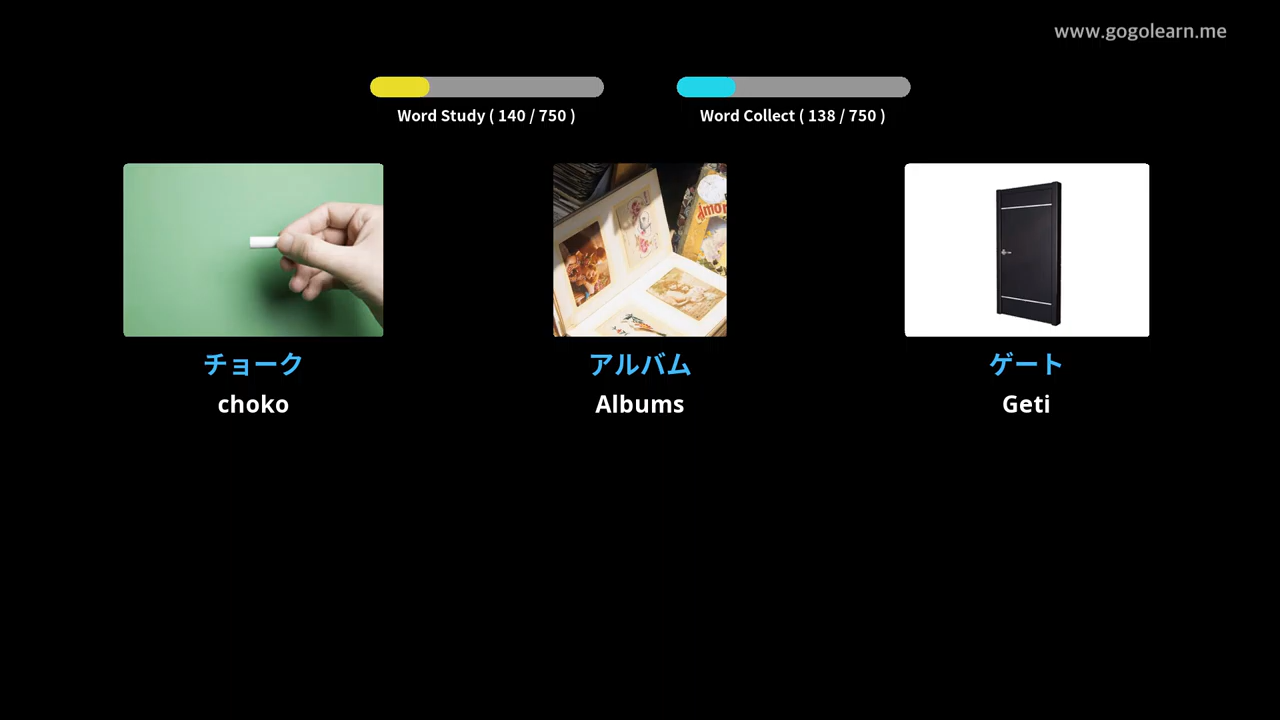 www.gogolearn.me
Word Study ( 140 / 750 )
Word Collect ( 138 / 750 )
チョーク
アルバム
ゲート
choko
Albums
Geti